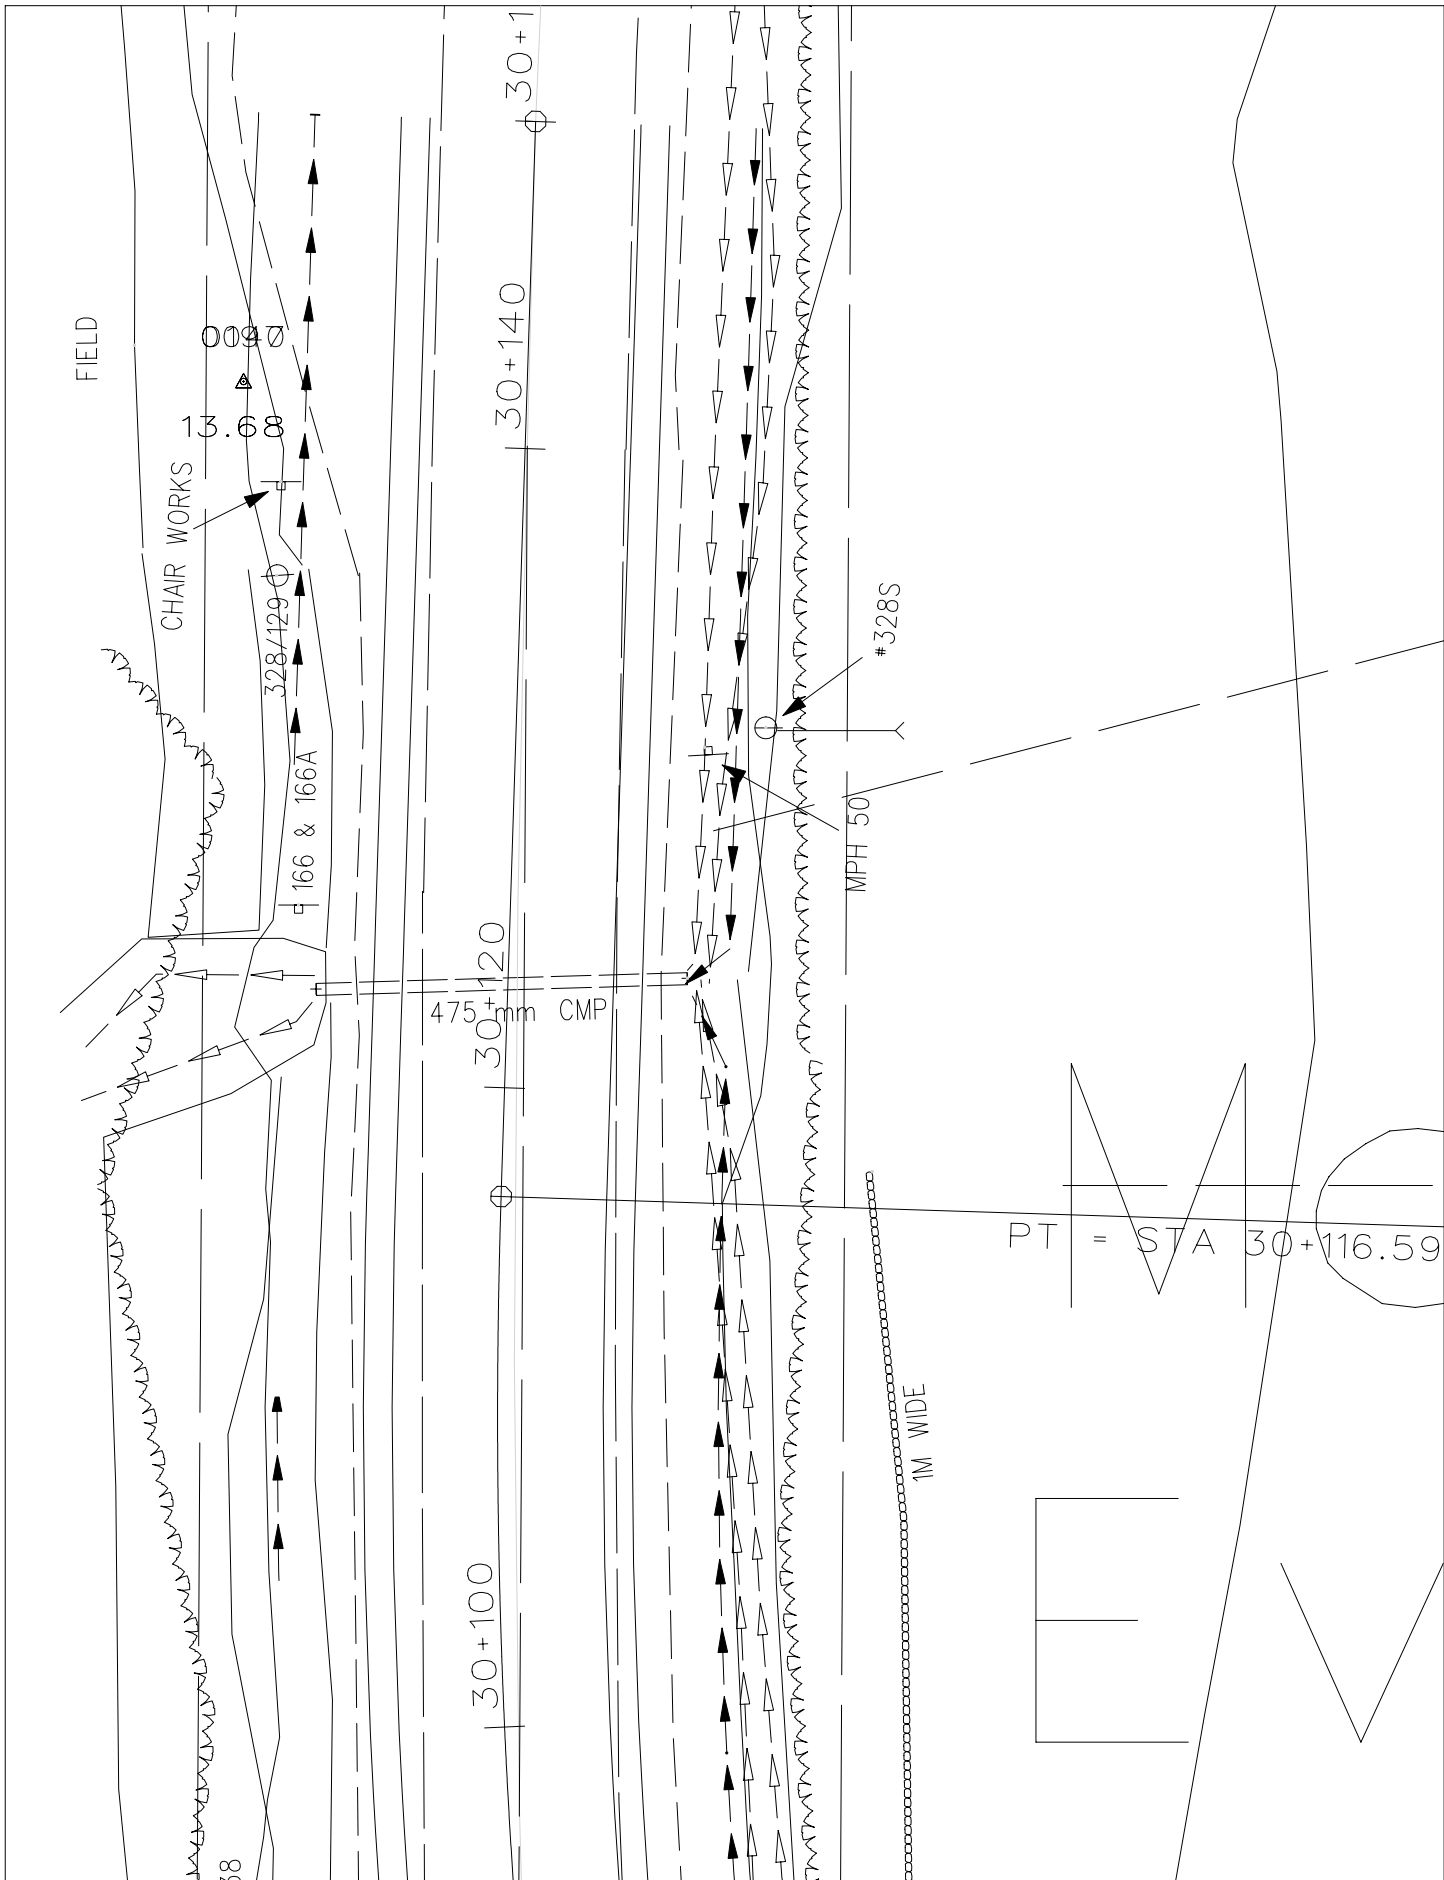 30+1
FIELD
0097
13.68
30+140
CHAIR WORKS
328/129
#328S
166 & 166A
MPH 50
30+120
475 mm CMP
PT = STA 30+116.59
1M WIDE
E V
30+100